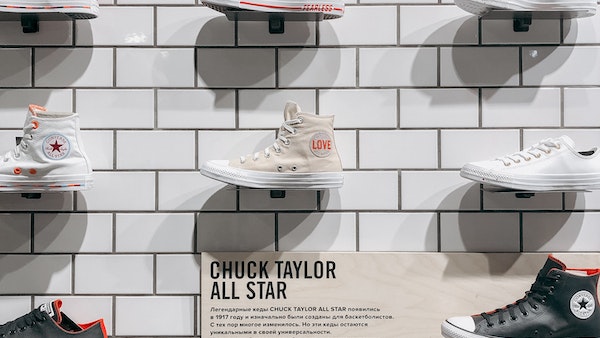 FEARLESS
LOVE
CHUCK TAYLOR
ALL STAR
Легендарные кеды CHUCK TAYLOR ALL STAR появились
в 1917 году и изначально были созданы для баскетболистов.
С тех пор многое изменилось. Но эти кеды остаются
уникальными в своей универсальности.